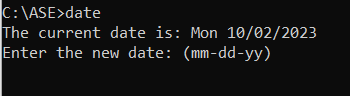 C:\ASE>date
The current date is: Mon 10/02/2023
Enter the new date: (mm-dd-yy)